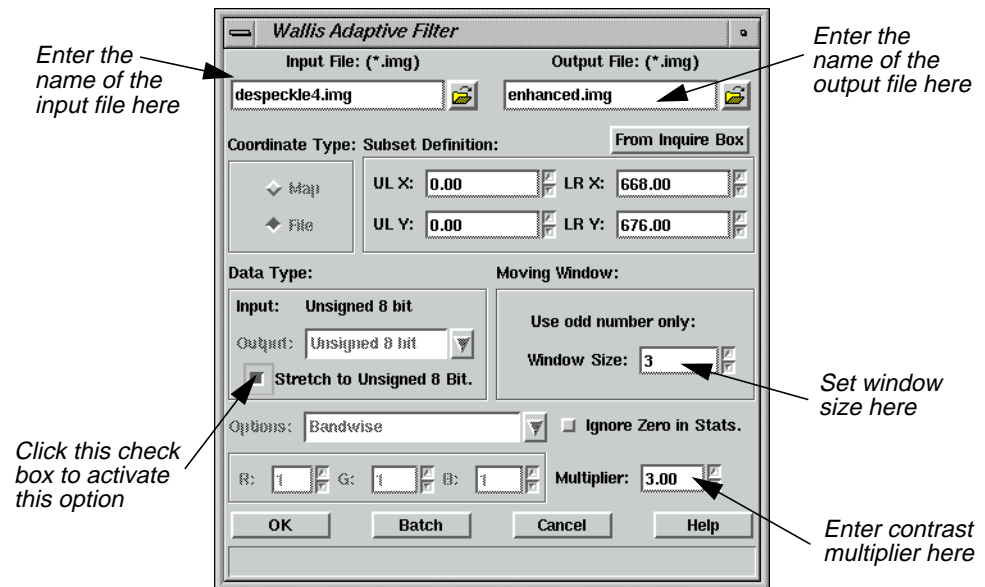 Wallis Adaptive Filter
Enter the
name of the
input file here
Input File: (*.img)
Output File: (*.img)
Enter the
name of the
output file here
despeckle4.img
enhanced.img
Coordinate Type:
Subset Definition:
From Inquire Box
Map
File
UL X: 0.00
LR X: 668.00
UL Y: 0.00
LR Y: 676.00
Data Type:
Moving Window:
Input: Unsigned 8 bit
Output: Unsigned 8 bit
Stretch to Unsigned 8 Bit.
Use odd number only:
Window Size: 3
Set window
size here
Click this check
box to activate
this option
Options: Bandwise
Ignore Zero in Stats.
R: 1 G: 1 B: 1
Multiplier: 3.00
Enter contrast
multiplier here
OK
Batch
Cancel
Help